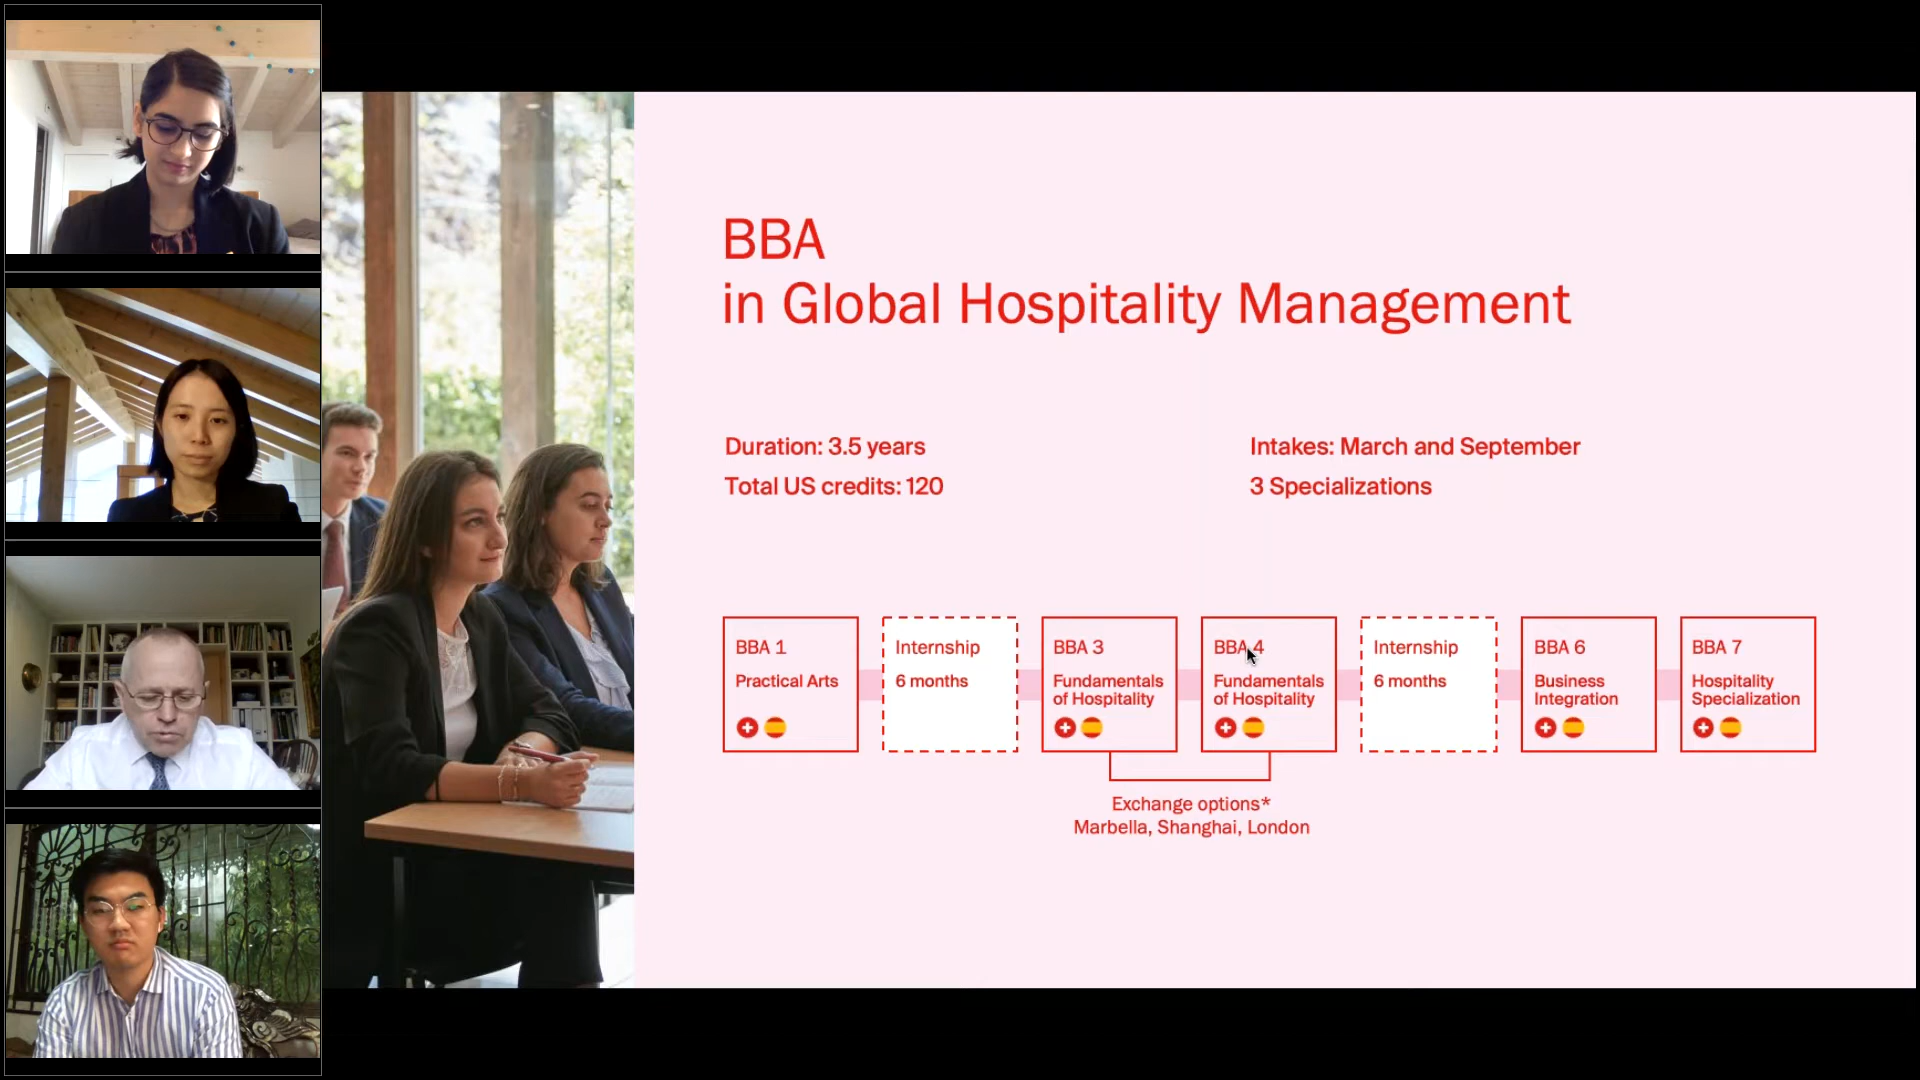 BBA
in Global Hospitality Management
Duration: 3.5 years
Total US credits: 120
Intakes: March and September
3 Specializations
BBA 1
Practical Arts
Internship
6 months
BBA 3
Fundamentals
of Hospitality
BBA 4
Fundamentals
of Hospitality
Internship
6 months
BBA 6
Business
Integration
BBA 7
Hospitality
Specialization
Exchange options*
Marbella, Shanghai, London